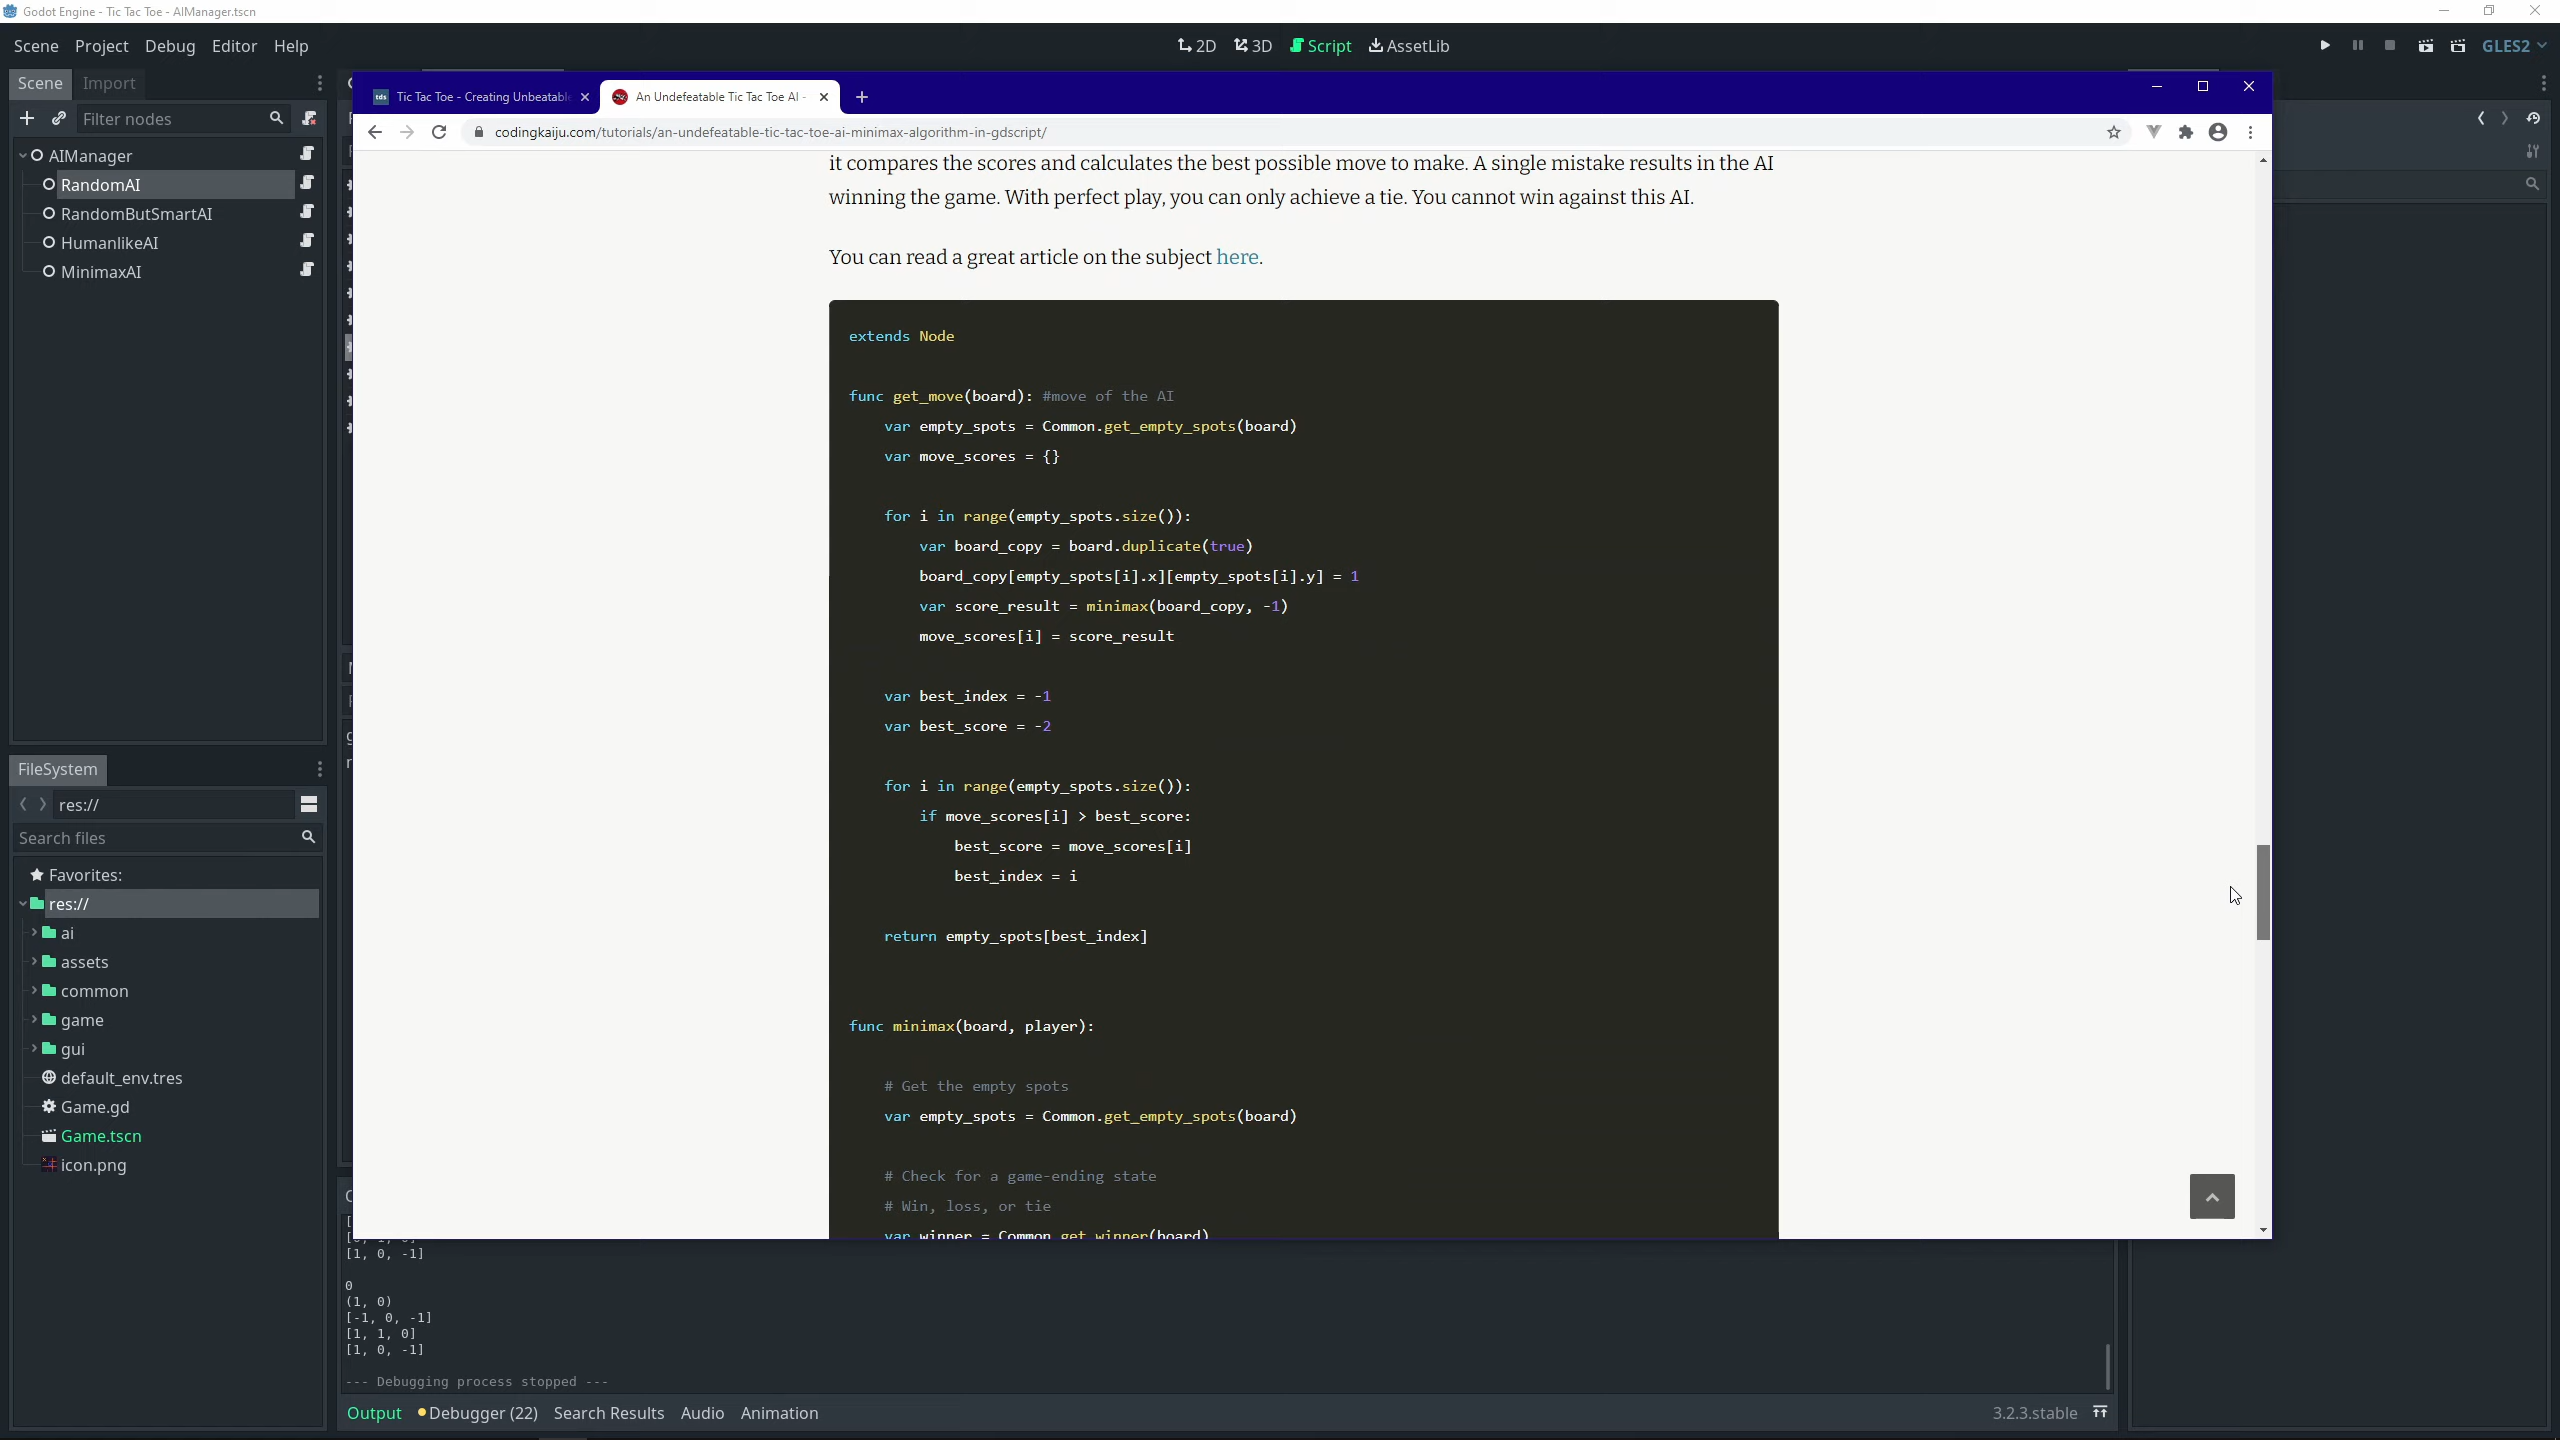 Godot Engine - Tic Tac Toe - AIManager.tscn
Scene Project Debug Editor Help
2D 3D Script AssetLib
GLES2
Scene Import
Filter nodes
AIManager
RandomAI
RandomButSmartAI
HumanlikeAI
MinimaxAI
FileSystem
res://
Search files
Favorites:
res://
ai
assets
common
game
gui
default_env.tres
Game.gd
Game.tscn
icon.png
tds Tic Tac Toe - Creating Unbeatable
An Undefeatable Tic Tac Toe AI -
codingkaiju.com/tutorials/an-undefeatable-tic-tac-toe-ai-minimax-algorithm-in-gdscript/
it compares the scores and calculates the best possible move to make. A single mistake results in the AI
winning the game. With perfect play, you can only achieve a tie. You cannot win against this AI.
You can read a great article on the subject here.
extends Node
func get_move(board): #move of the AI
var empty_spots = Common.get_empty_spots(board)
var move_scores = {}
for i in range(empty_spots.size()):
var board_copy = board.duplicate(true)
board_copy[empty_spots[i].x][empty_spots[i].y] = 1
var score_result = minimax(board_copy, -1)
move_scores[i] = score_result
var best_index = -1
var best_score = -2
for i in range(empty_spots.size()):
if move_scores[i] > best_score:
best_score = move_scores[i]
best_index = i
return empty_spots[best_index]
func minimax(board, player):
# Get the empty spots
var empty_spots = Common.get_empty_spots(board)
# Check for a game-ending state
# Win, loss, or tie
var winner = Common.get_winner(board)
[1, 0, -1]
0
(1, 0)
[-1, 0, -1]
[1, 1, 0]
[1, 0, -1]
--- Debugging process stopped ---
Output Debugger (22) Search Results Audio Animation
3.2.3.stable